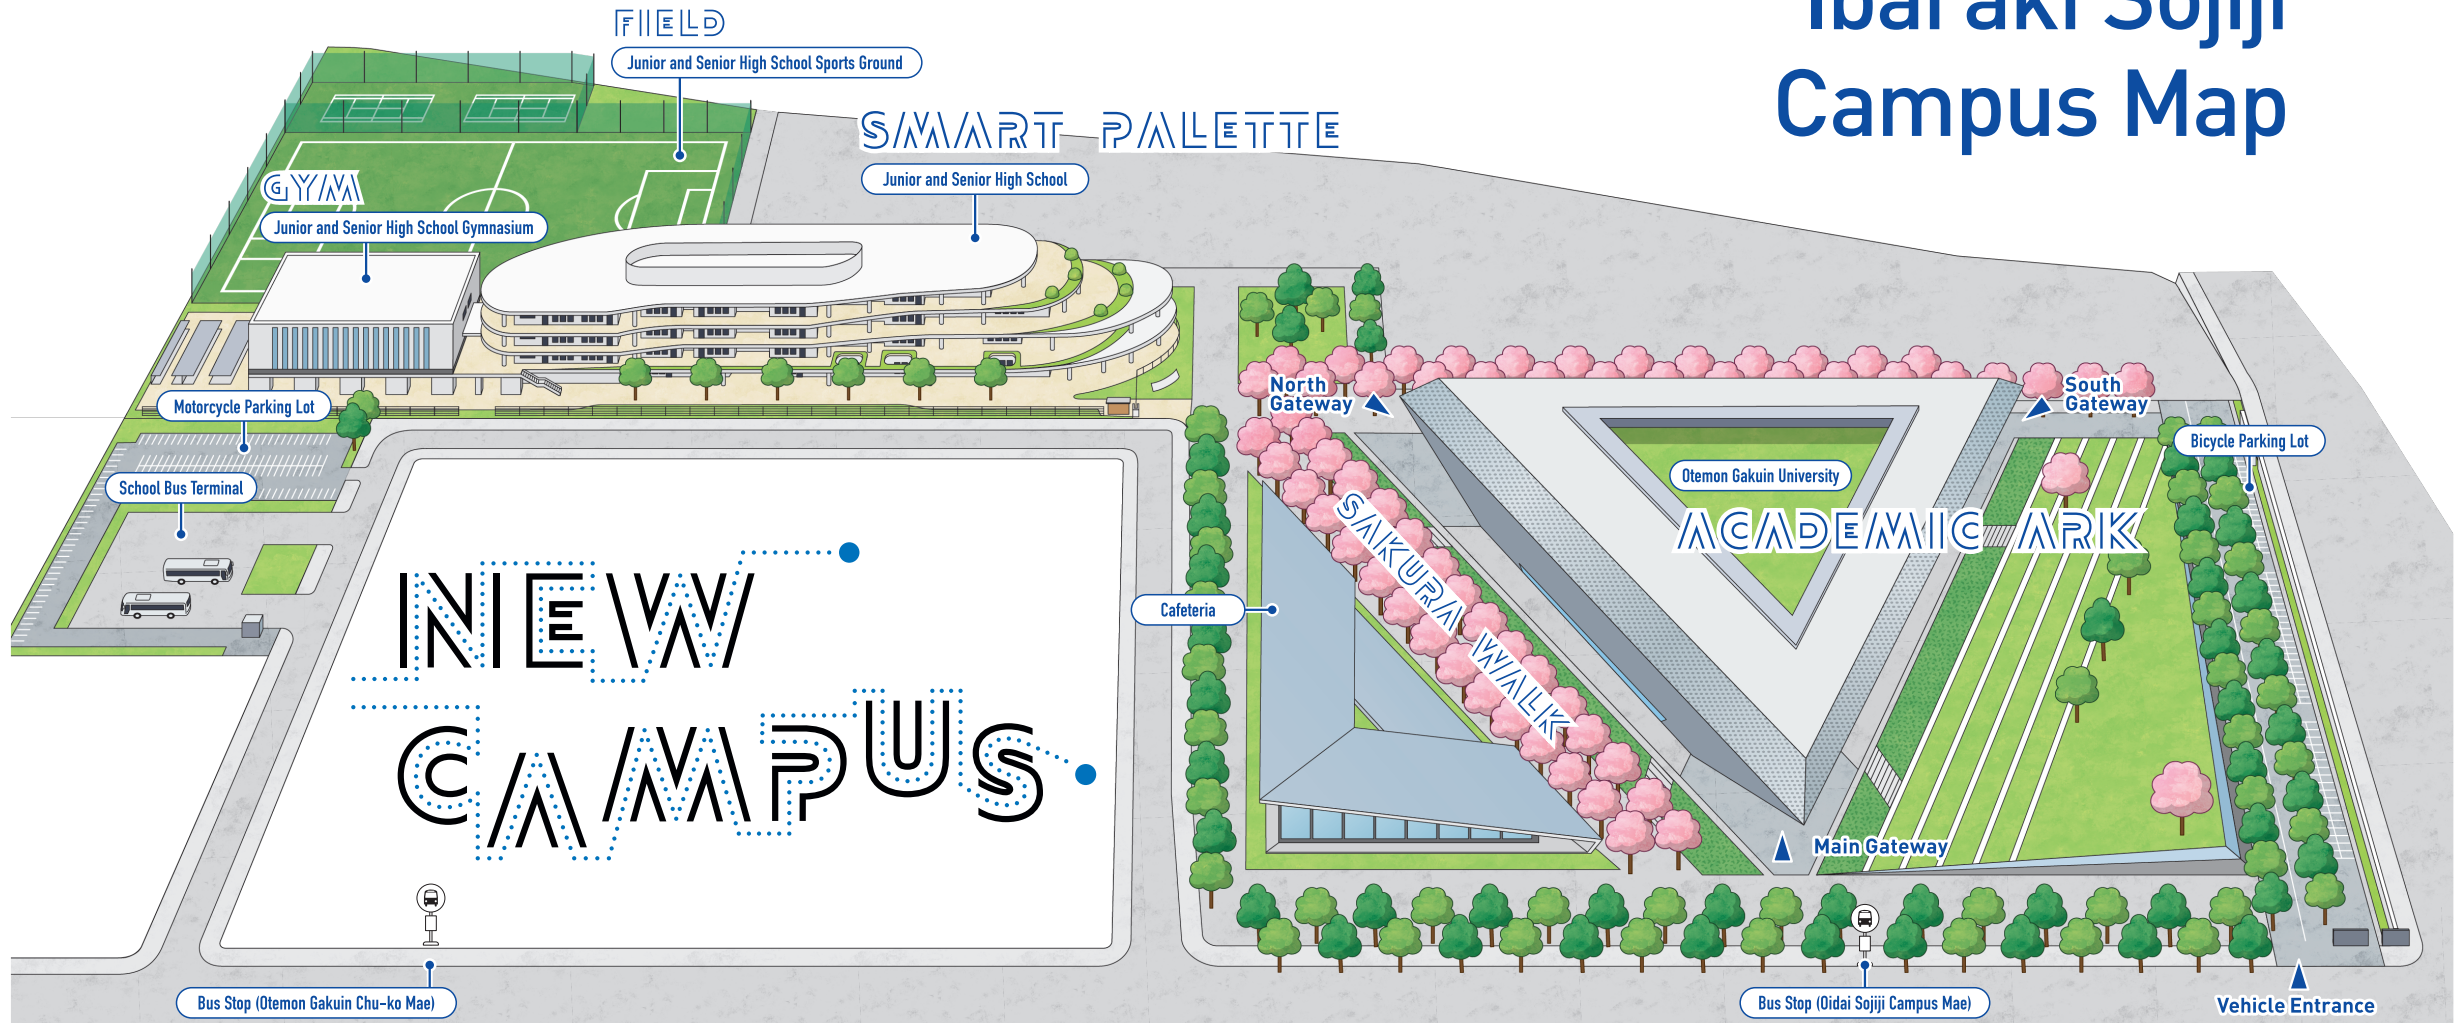 Ibaraki Sojiji
Campus Map
FIELD
Junior and Senior High School Sports Ground
SMART PALETTE
Junior and Senior High School
GYM
Junior and Senior High School Gymnasium
Motorcycle Parking Lot
School Bus Terminal
North
Gateway
South
Gateway
Bicycle Parking Lot
Otemon Gakuin University
ACADEMIC ARK
SAKURA WALK
Cafeteria
NEW
CAMPUS
Main Gateway
Bus Stop (Otemon Gakuin Chu-ko Mae)
Bus Stop (Oidai Sojiji Campus Mae)
Vehicle Entrance